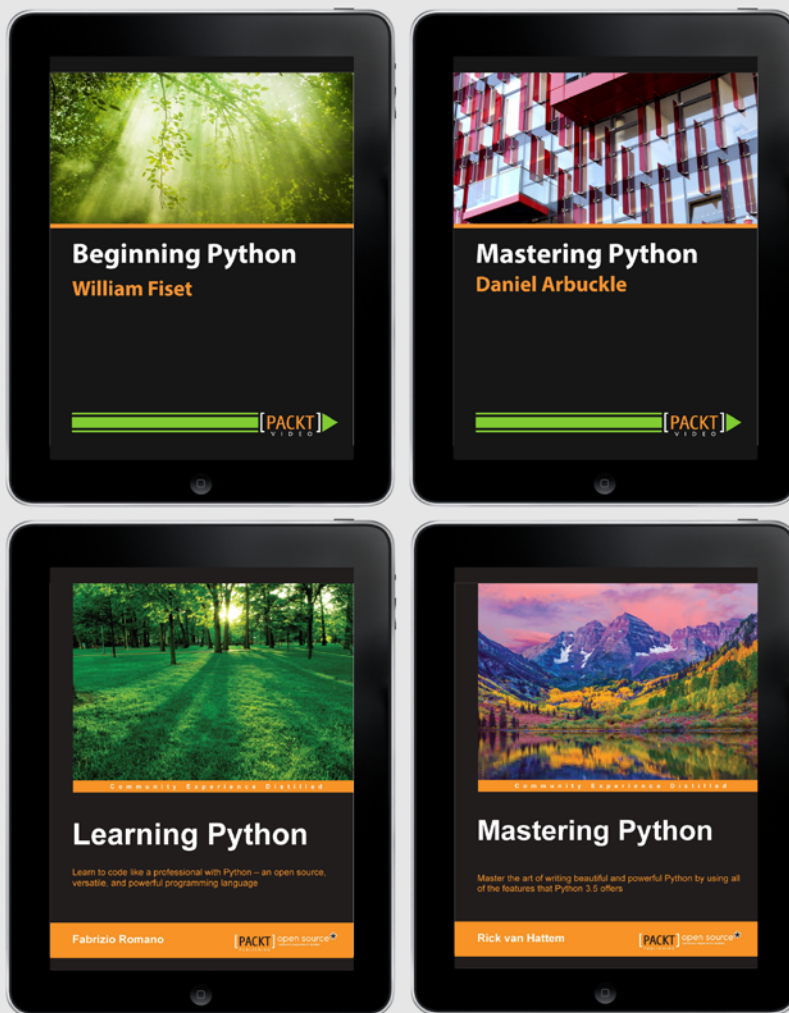 Beginning Python
William Fiset
[PACKT]
VIDEO
Mastering Python
Daniel Arbuckle
[PACKT]
VIDEO
Community Experience Distilled
Learning Python
Learn to code like a professional with Python – an open source,
versatile, and powerful programming language
Fabrizio Romano
[PACKT] open source
PUBLISHING
Community Experience Distilled
Mastering Python
Master the art of writing beautiful and powerful Python by using all
of the features that Python 3.5 offers
Rick van Hattem
[PACKT] open source
PUBLISHING